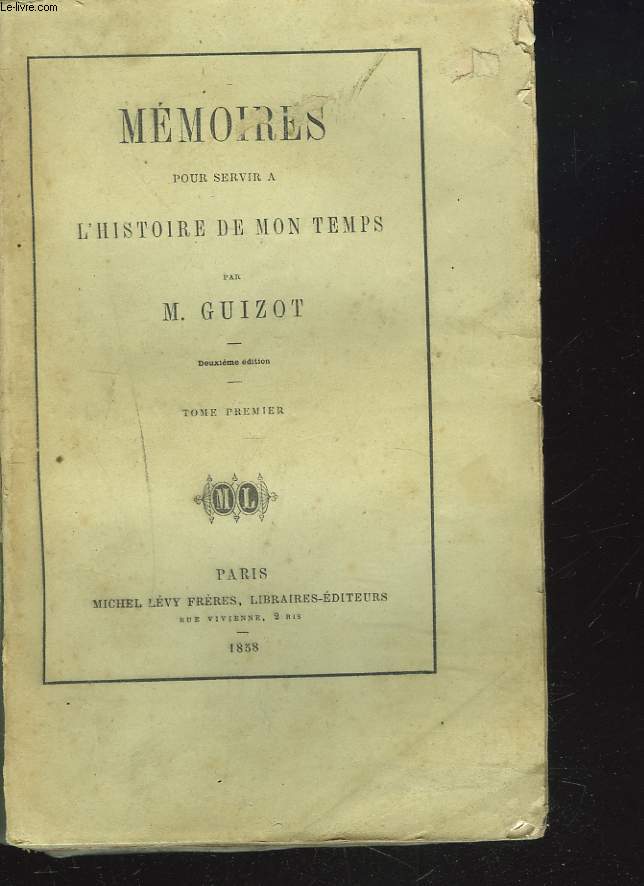 Le-livre.com
MÉMOIRES
POUR SERVIR A
L'HISTOIRE DE MON TEMPS
PAR
M. GUIZOT
Deuxième édition
TOME PREMIER
ML
PARIS
MICHEL LÉVY FRÈRES, LIBRAIRES-ÉDITEURS
RUE VIVIENNE, 2 BIS
1858